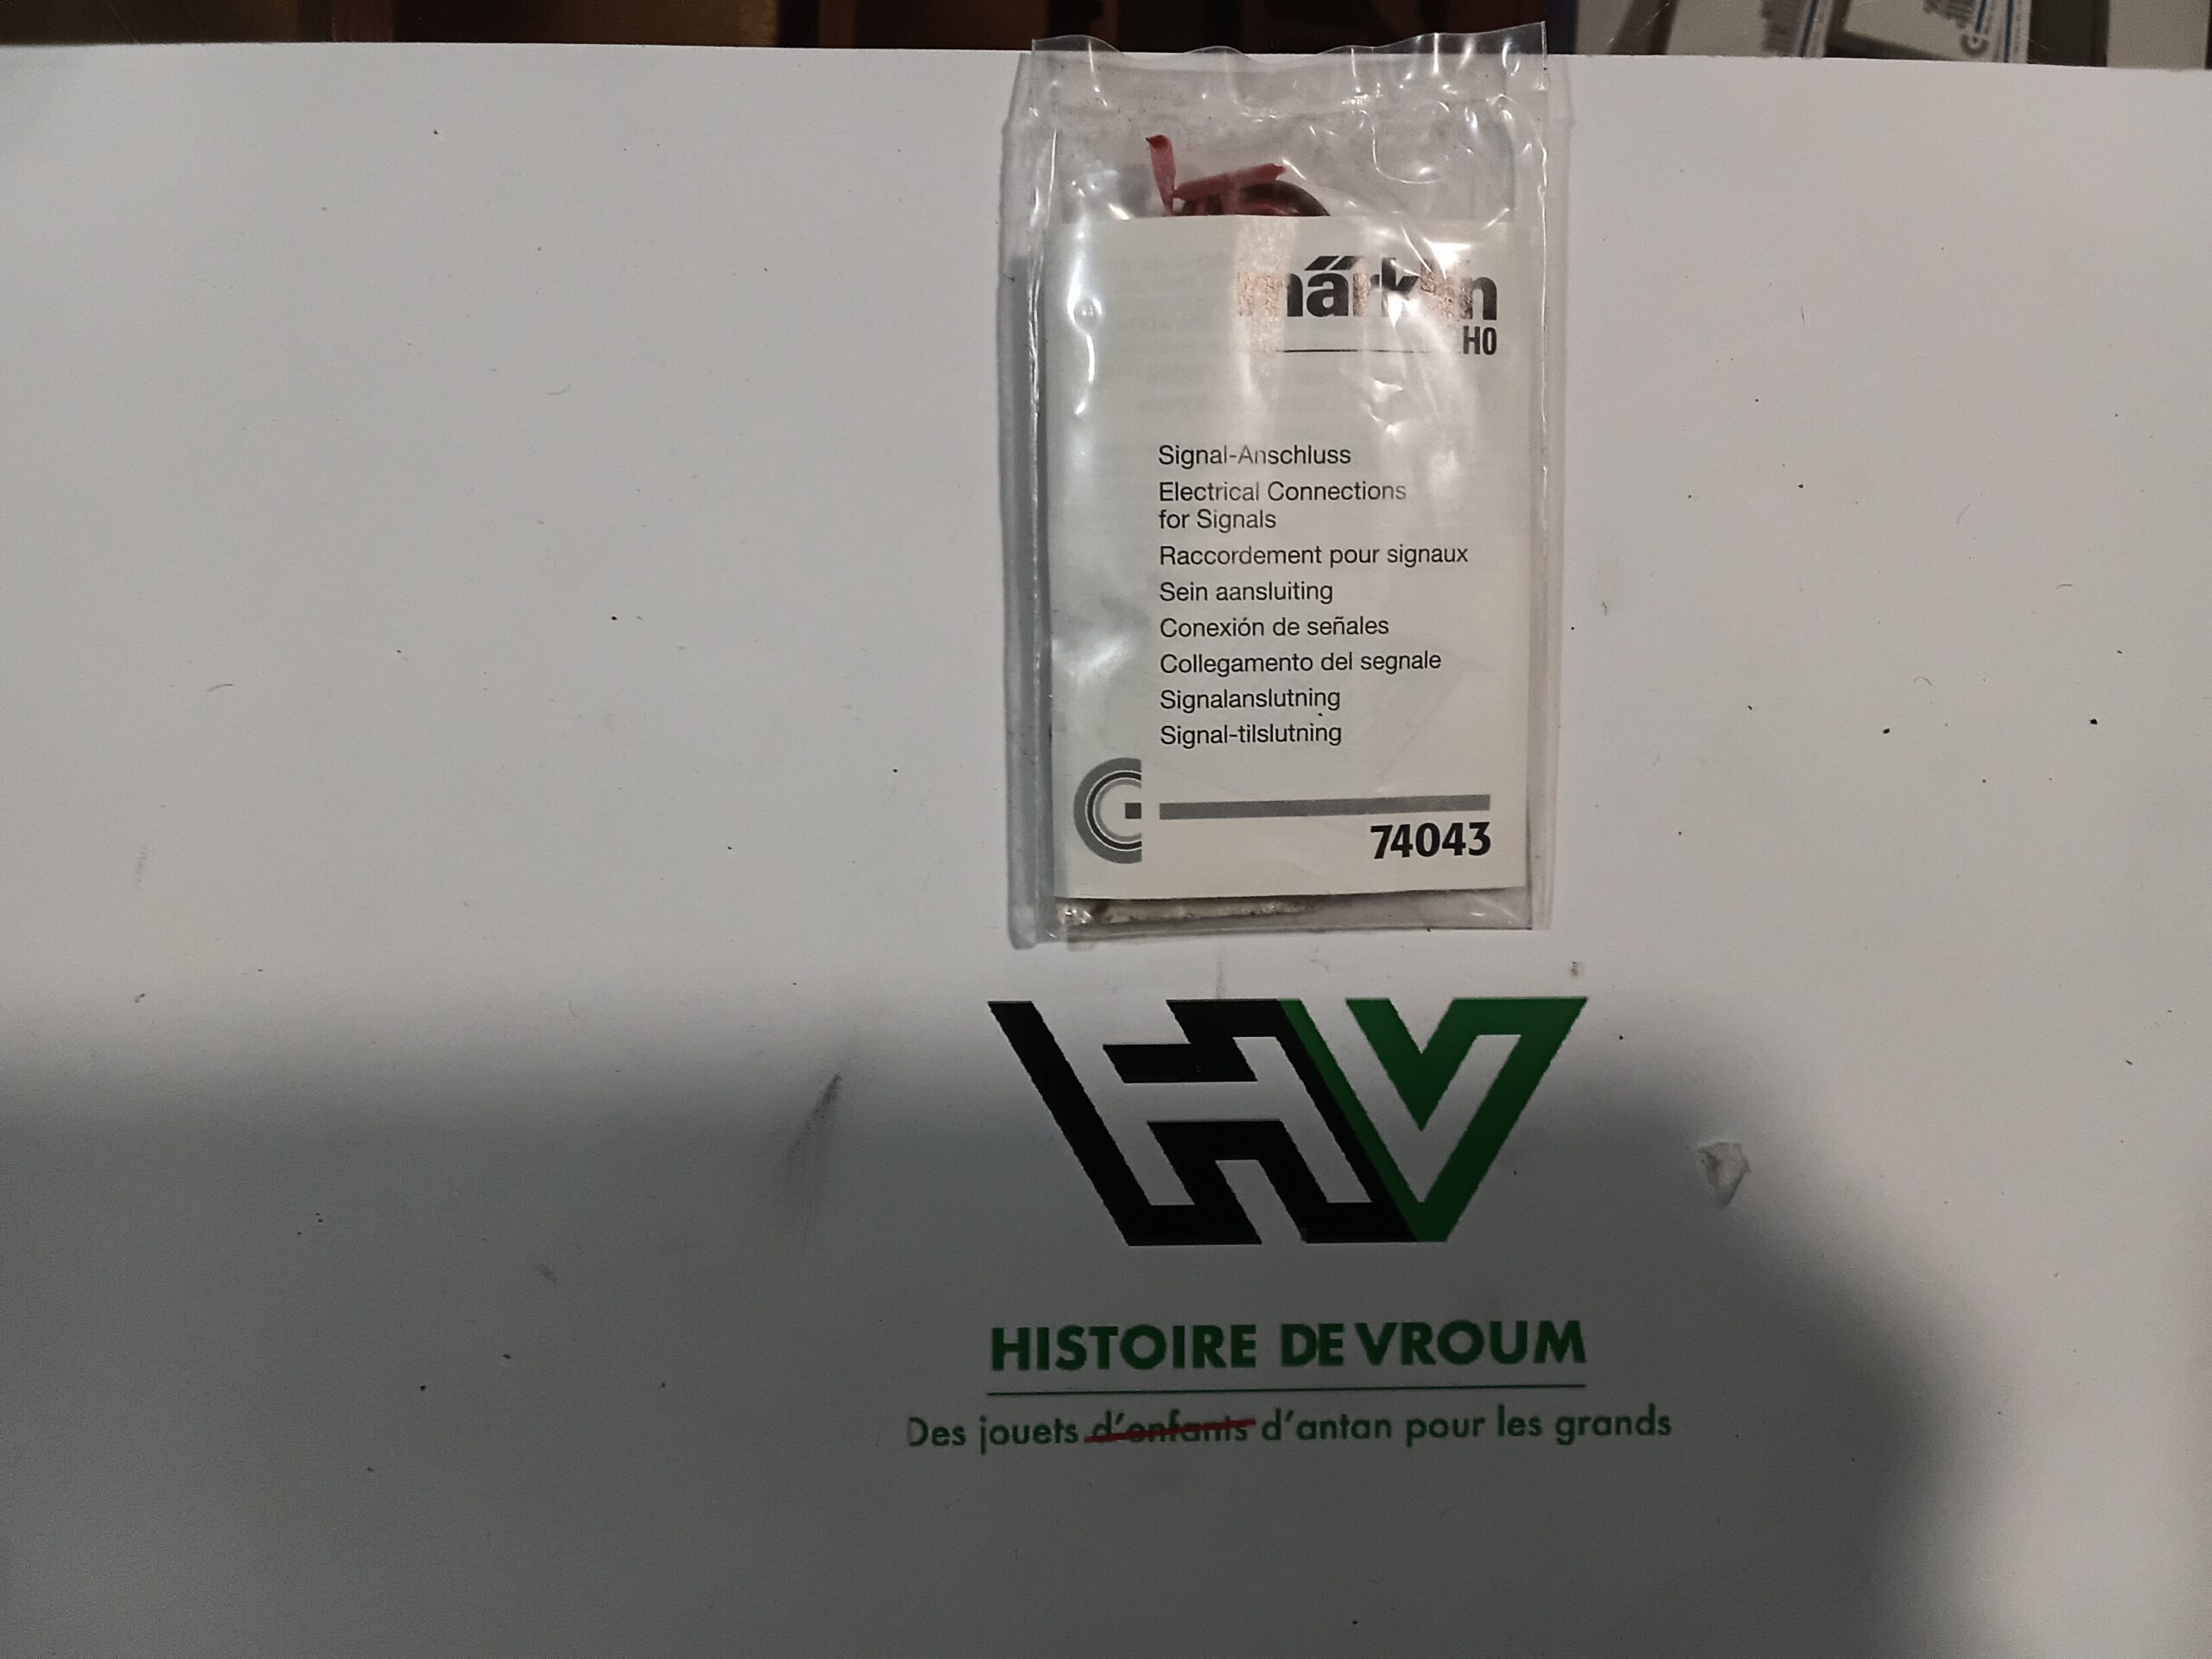 märklin
H0
Signal-Anschluss
Electrical Connections
for Signals
Raccordement pour signaux
Sein aansluiting
Conexión de señales
Collegamento del segnale
Signalanslutning
Signal-tilslutning
74043
HV
HISTOIRE DE VROUM
Des jouets d'enfants d'antan pour les grands